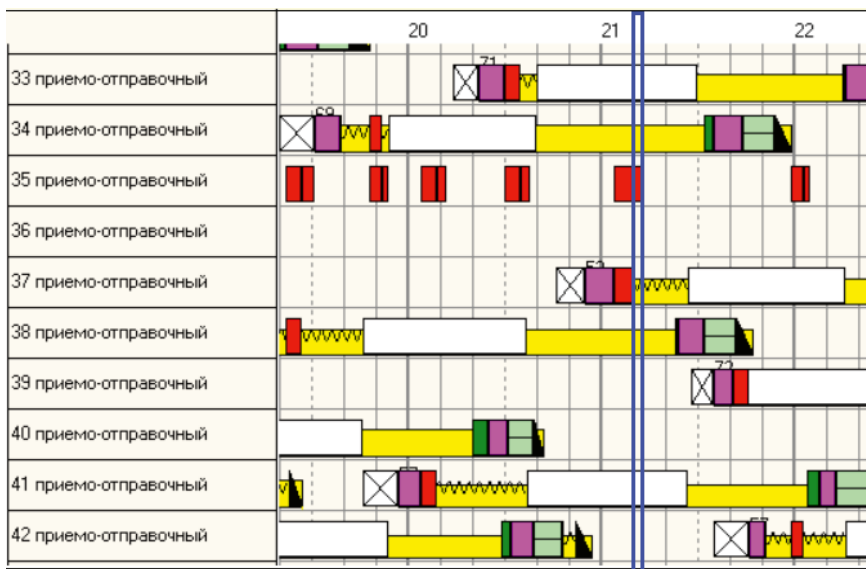 20 21 22
33 приемо-отправочный
34 приемо-отправочный
35 приемо-отправочный
36 приемо-отправочный
37 приемо-отправочный
38 приемо-отправочный
39 приемо-отправочный
40 приемо-отправочный
41 приемо-отправочный
42 приемо-отправочный